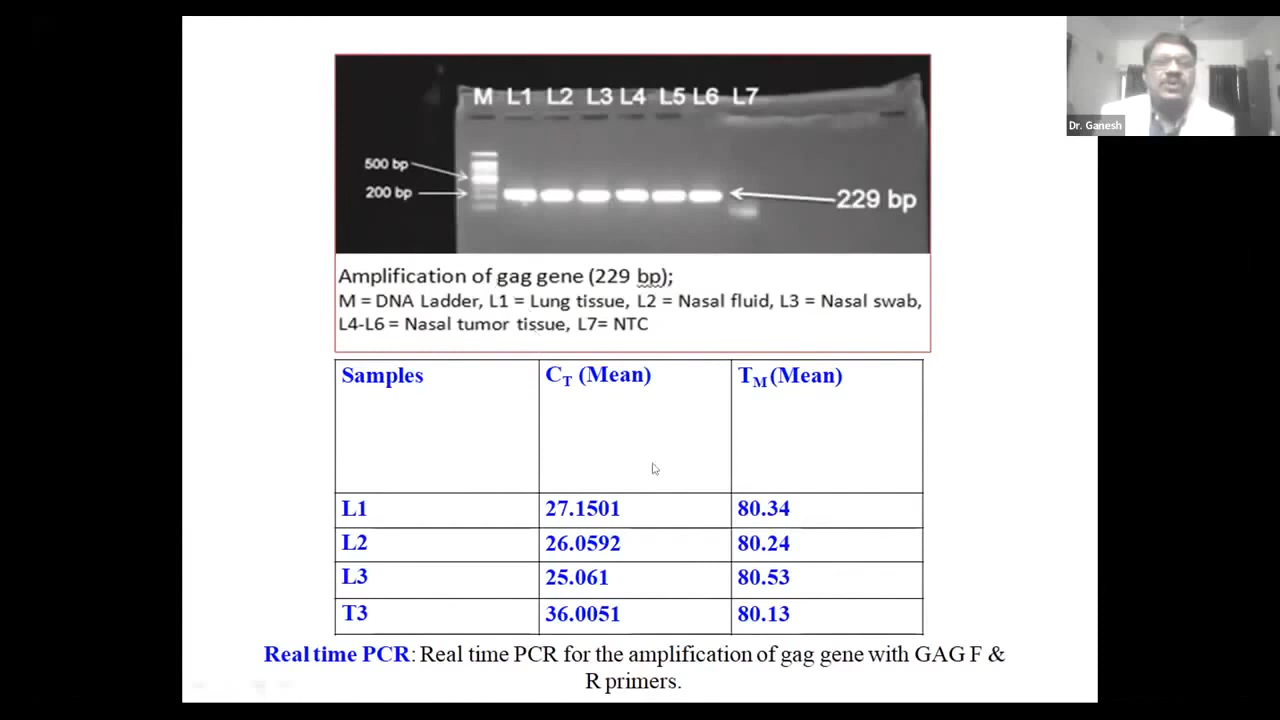 M L1 L2 L3 L4 L5 L6 L7
500 bp
200 bp
229 bp
Amplification of gag gene (229 bp);
M = DNA Ladder, L1 = Lung tissue, L2 = Nasal fluid, L3 = Nasal swab,
L4-L6 = Nasal tumor tissue, L7= NTC
Samples CT (Mean) TM (Mean)
L1 27.1501 80.34
L2 26.0592 80.24
L3 25.061 80.53
T3 36.0051 80.13
Real time PCR: Real time PCR for the amplification of gag gene with GAG F &
R primers.
Dr. Ganesh